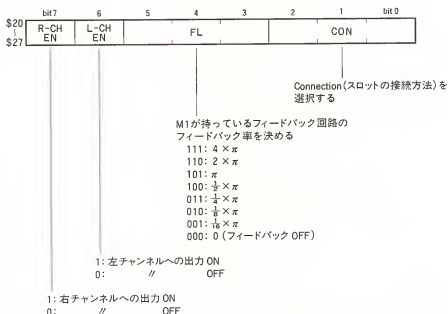 bit7 6 5 4 3 2 1 bit 0
$20 R-CH L-CH FL CON
〜 EN EN
$27
Connection(スロットの接続方法)を
選択する
M1が持っているフィードバック回路の
フィードバック率を決める
111: 4×π
110: 2×π
101: π
100: 1/2×π
011: 1/4×π
010: 1/8×π
001: 1/16×π
000: 0 (フィードバック OFF)
1: 左チャンネルへの出力 ON
0: 〃 OFF
1: 右チャンネルへの出力 ON
0: 〃 OFF